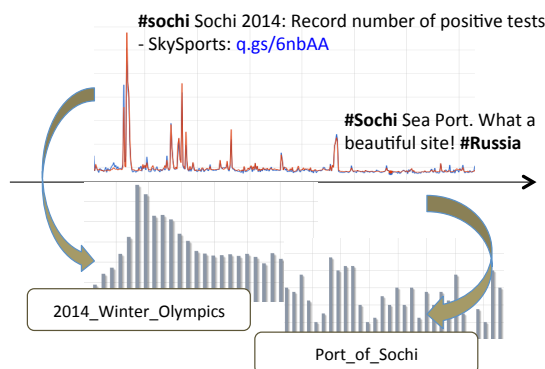 #sochi Sochi 2014: Record number of positive tests
- SkySports: q.gs/6nbAA
#Sochi Sea Port. What a
beautiful site! #Russia
2014_Winter_Olympics
Port_of_Sochi